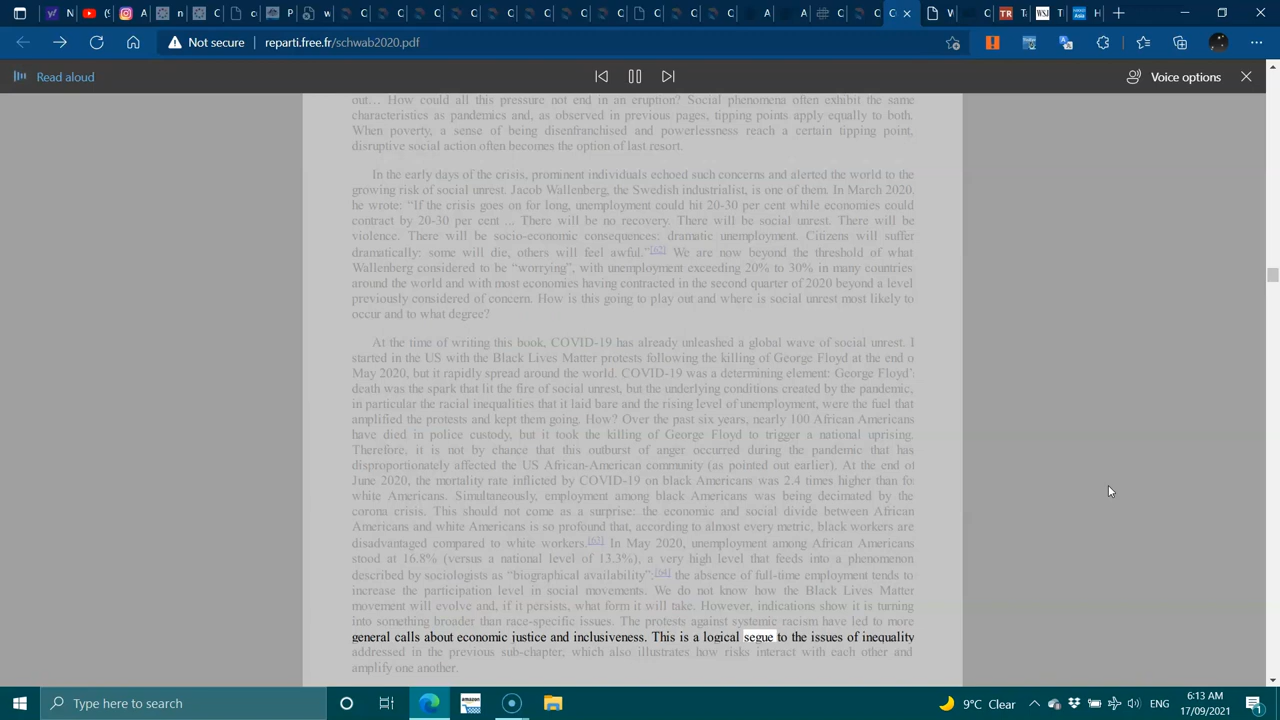 Not secure
reparti.free.fr/schwab2020.pdf
Read aloud
Voice options
out… How could all this pressure not end in an eruption? Social phenomena often exhibit the same
characteristics as pandemics and, as observed in previous pages, tipping points apply equally to both.
When poverty, a sense of being disenfranchised and powerlessness reach a certain tipping point,
disruptive social action often becomes the option of last resort.
In the early days of the crisis, prominent individuals echoed such concerns and alerted the world to the
growing risk of social unrest. Jacob Wallenberg, the Swedish industrialist, is one of them. In March 2020,
he wrote: “If the crisis goes on for long, unemployment could hit 20-30 per cent while economies could
contract by 20-30 per cent ... There will be no recovery. There will be social unrest. There will be
violence. There will be socio-economic consequences: dramatic unemployment. Citizens will suffer
dramatically: some will die, others will feel awful.”[62] We are now beyond the threshold of what
Wallenberg considered to be “worrying”, with unemployment exceeding 20% to 30% in many countries
around the world and with most economies having contracted in the second quarter of 2020 beyond a level
previously considered of concern. How is this going to play out and where is social unrest most likely to
occur and to what degree?
At the time of writing this book, COVID-19 has already unleashed a global wave of social unrest. I
started in the US with the Black Lives Matter protests following the killing of George Floyd at the end o
May 2020, but it rapidly spread around the world. COVID-19 was a determining element: George Floyd’
death was the spark that lit the fire of social unrest, but the underlying conditions created by the pandemic,
in particular the racial inequalities that it laid bare and the rising level of unemployment, were the fuel that
amplified the protests and kept them going. How? Over the past six years, nearly 100 African Americans
have died in police custody, but it took the killing of George Floyd to trigger a national uprising.
Therefore, it is not by chance that this outburst of anger occurred during the pandemic that has
disproportionately affected the US African-American community (as pointed out earlier). At the end of
June 2020, the mortality rate inflicted by COVID-19 on black Americans was 2.4 times higher than fo
white Americans. Simultaneously, employment among black Americans was being decimated by the
corona crisis. This should not come as a surprise: the economic and social divide between African
Americans and white Americans is so profound that, according to almost every metric, black workers are
disadvantaged compared to white workers.[63] In May 2020, unemployment among African Americans
stood at 16.8% (versus a national level of 13.3%), a very high level that feeds into a phenomenon
described by sociologists as “biographical availability”:[64] the absence of full-time employment tends to
increase the participation level in social movements. We do not know how the Black Lives Matter
movement will evolve and, if it persists, what form it will take. However, indications show it is turning
into something broader than race-specific issues. The protests against systemic racism have led to more
general calls about economic justice and inclusiveness. This is a logical segue to the issues of inequality
addressed in the previous sub-chapter, which also illustrates how risks interact with each other and
amplify one another.
Type here to search
amazon
9°C Clear
ENG
6:13 AM
17/09/2021